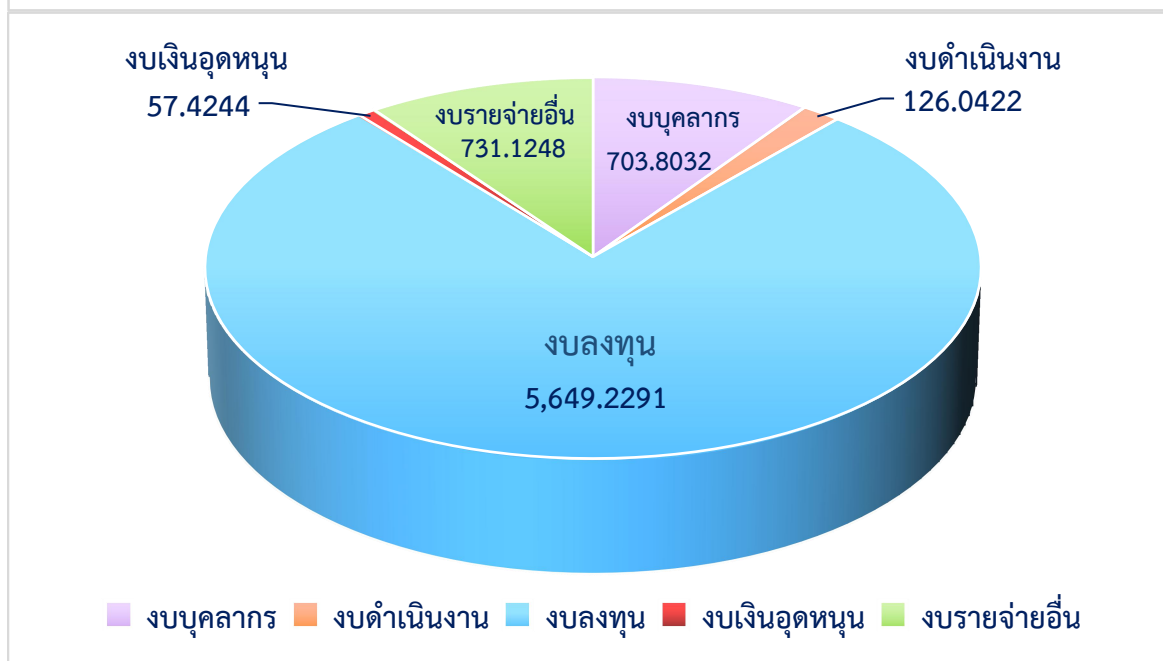 งบเงินอุดหนุน
57.4244
งบรายจ่ายอื่น
731.1248
งบบุคลากร
703.8032
งบดำเนินงาน
126.0422
งบลงทุน
5,649.2291
งบบุคลากร งบดำเนินงาน งบลงทุน งบเงินอุดหนุน งบรายจ่ายอื่น